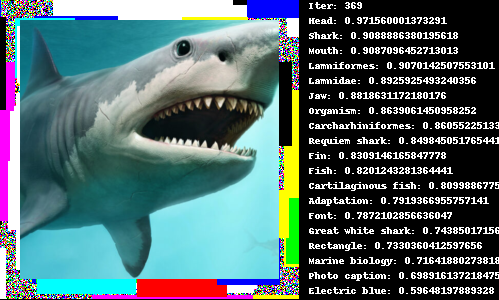 Iter: 369
Head: 0.971560001373291
Shark: 0.9088886380195618
Mouth: 0.9087096452713013
Lamniformes: 0.9070142507553101
Lamnidae: 0.8925925493240356
Jaw: 0.8818631172180176
Organism: 0.8639061450958252
Carcharhiniformes: 0.86055225133
Requiem shark: 0.849845051765441
Fin: 0.8309146165847778
Fish: 0.8201243281364441
Cartilaginous fish: 0.8099886775
Adaptation: 0.7919366955757141
Font: 0.7872102856636047
Great white shark: 0.74385017156
Rectangle: 0.7330360412597656
Marine biology: 0.71641880273818
Photo caption: 0.698916137218475
Electric blue: 0.59648197889328